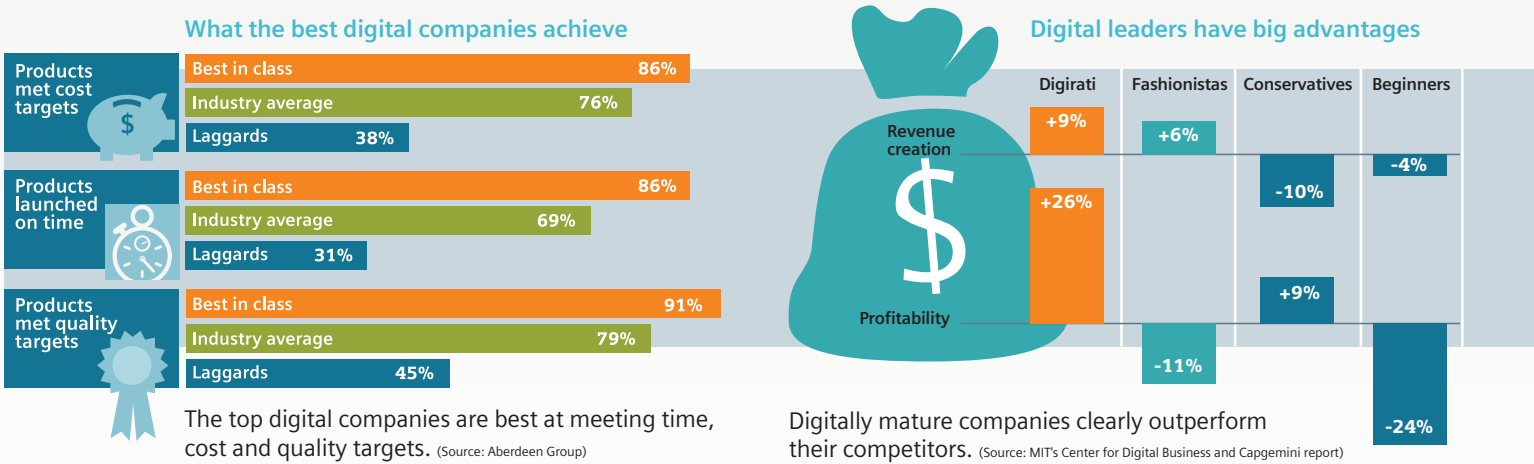 What the best digital companies achieve
Products
met cost
targets
$
Best in class 86%
Industry average 76%
Laggards 38%
Products
launched
on time
Best in class 86%
Industry average 69%
Laggards 31%
Products
met quality
targets
Best in class 91%
Industry average 79%
Laggards 45%
The top digital companies are best at meeting time,
cost and quality targets. (Source: Aberdeen Group)
Digital leaders have big advantages
Digirati Fashionistas Conservatives Beginners
Revenue
creation
+9% +6% -10% -4%
$
Profitability
+26% -11% +9% -24%
Digitally mature companies clearly outperform
their competitors. (Source: MIT's Center for Digital Business and Capgemini report)